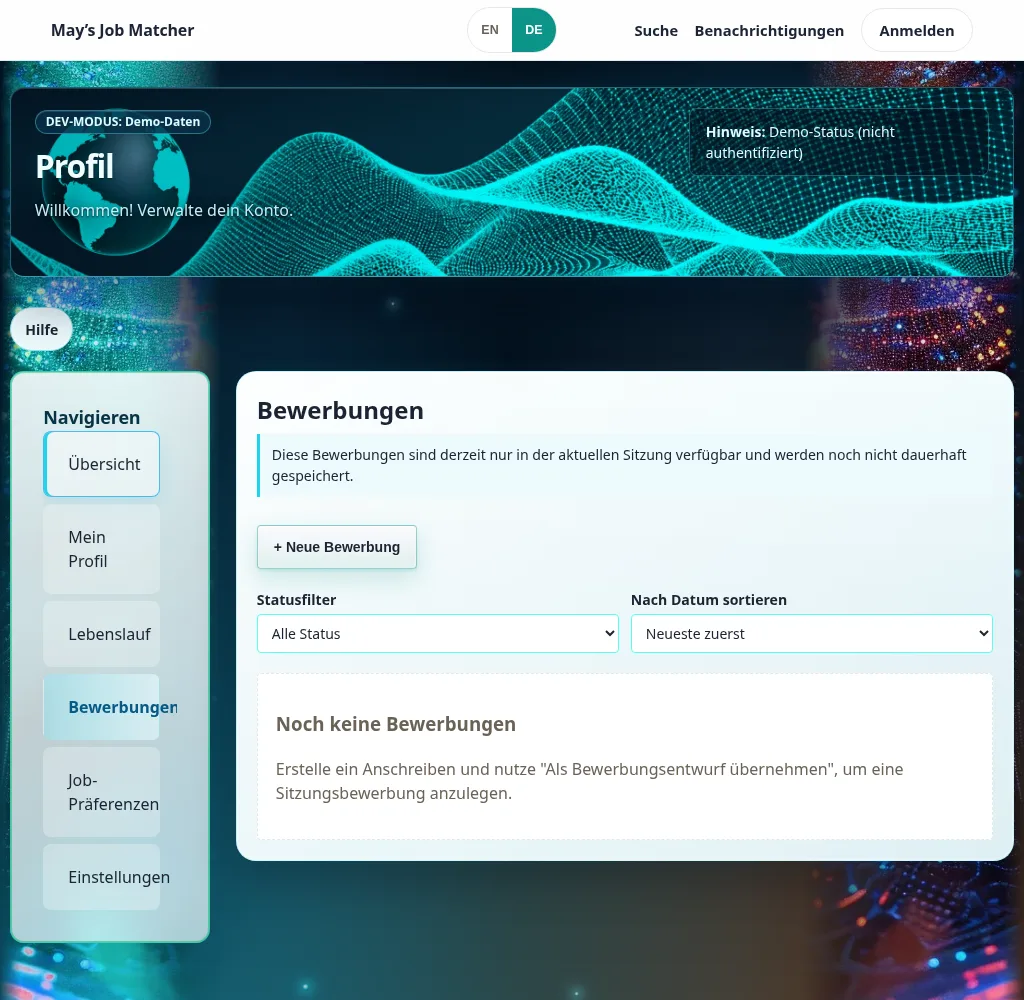 May’s Job Matcher
EN
DE
Suche
Benachrichtigungen
Anmelden
DEV-MODUS: Demo-Daten
Profil
Willkommen! Verwalte dein Konto.
Hinweis: Demo-Status (nicht
authentifiziert)
Hilfe
Navigieren
Übersicht
Mein
Profil
Lebenslauf
Bewerbungen
Job-
Präferenzen
Einstellungen
Bewerbungen
Diese Bewerbungen sind derzeit nur in der aktuellen Sitzung verfügbar und werden noch nicht dauerhaft
gespeichert.
+ Neue Bewerbung
Statusfilter
Nach Datum sortieren
Alle Status
Neueste zuerst
Noch keine Bewerbungen
Erstelle ein Anschreiben und nutze "Als Bewerbungsentwurf übernehmen", um eine
Sitzungsbewerbung anzulegen.